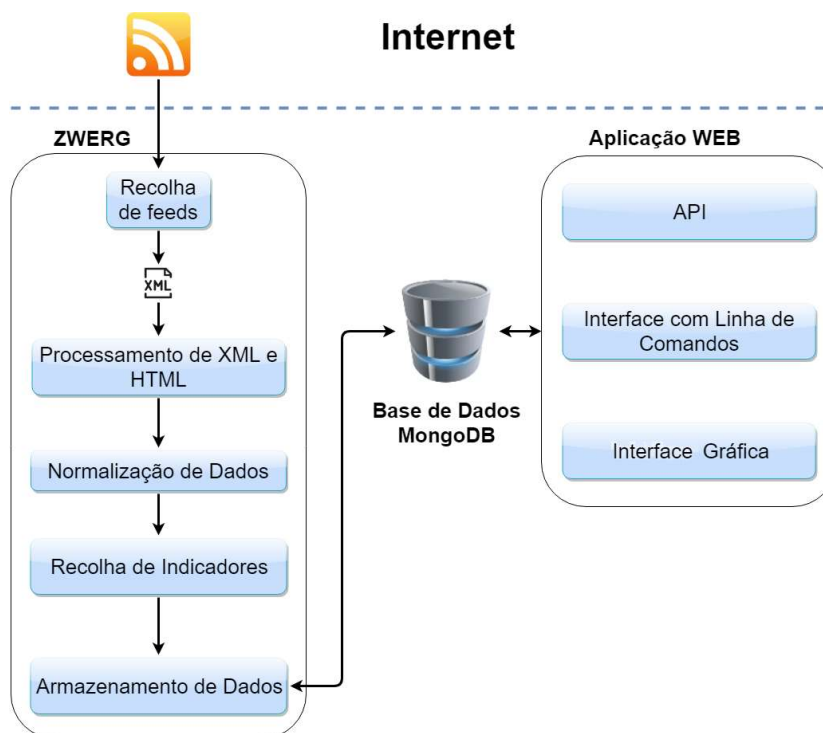 Internet
ZWERG
Recolha
de feeds
XML
Processamento de XML e
HTML
Normalização de Dados
Recolha de Indicadores
Armazenamento de Dados
Base de Dados
MongoDB
Aplicação WEB
API
Interface com Linha de
Comandos
Interface Gráfica